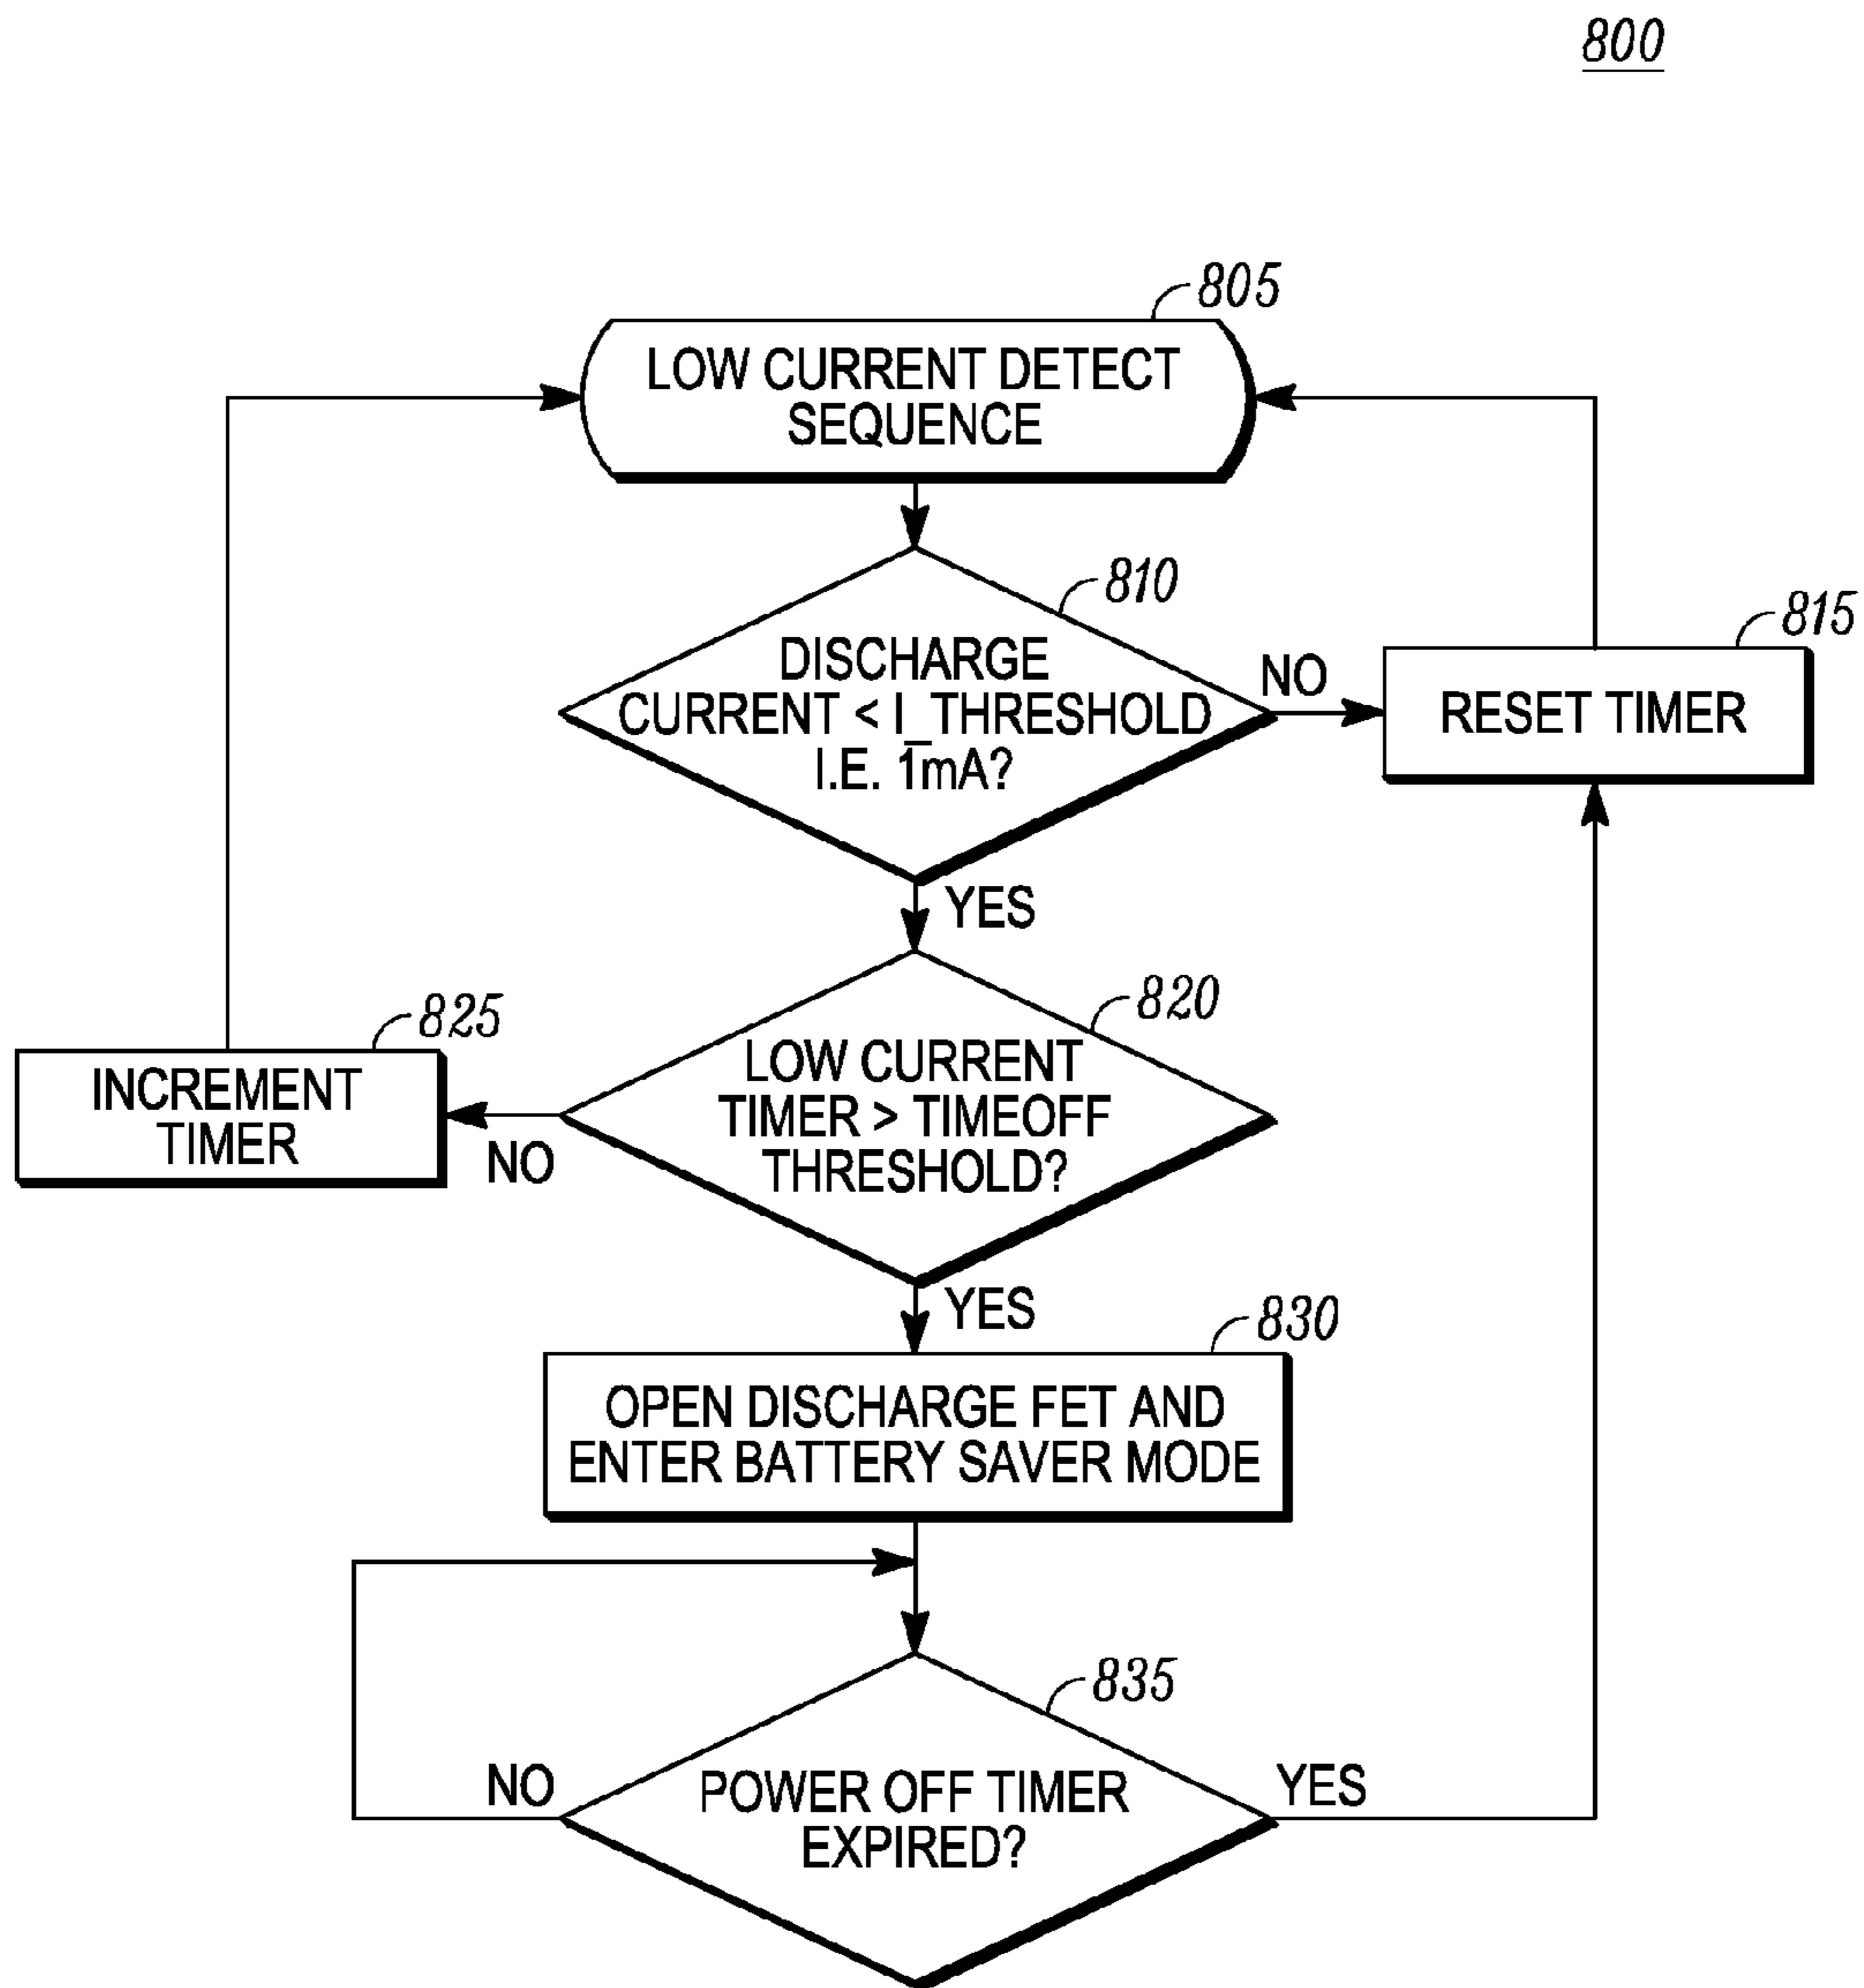 800
805
LOW CURRENT DETECT
SEQUENCE
810
DISCHARGE
CURRENT < I_THRESHOLD
I.E. 1mA?
NO
815
RESET TIMER
YES
820
LOW CURRENT
TIMER > TIMEOFF
THRESHOLD?
825
INCREMENT
TIMER
NO
YES
830
OPEN DISCHARGE FET AND
ENTER BATTERY SAVER MODE
835
POWER OFF TIMER
EXPIRED?
NO
YES